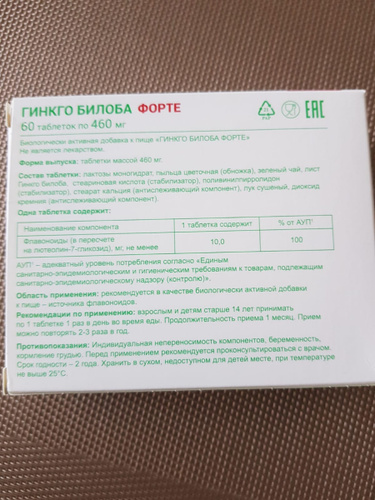 ГИНКГО БИЛОБА ФОРТЕ
60 таблеток по 460 мг
EAC
PAP
Биологически активная добавка к пище «ГИНКГО БИЛОБА ФОРТЕ»
Не является лекарством.
Форма выпуска: таблетки массой 460 мг.
Состав таблетки: лактозы моногидрат, пыльца цветочная (обножка), зеленый чай, лист
Гинкго Билоба, стеариновая кислота (стабилизатор), поливинилпирролидон
(стабилизатор), стеарат кальция (антислеживающий компонент), лук сушеный, диоксид
кремния (антислеживающий компонент).
Одна таблетка содержит:
Наименование компонента 1 таблетка содержит % от АУП¹
Флавоноиды (в пересчете
на лютеолин-7-гликозид), мг; не менее 10,0 100
АУП¹ – адекватный уровень потребления согласно «Единым
санитарно-эпидемиологическим и гигиеническим требованиям к товарам, подлежащим
санитарно-эпидемиологическому надзору (контролю)».
Область применения: рекомендуется в качестве биологически активной добавки
к пище – источника флавоноидов.
Рекомендации по применению: взрослым и детям старше 14 лет принимать
по 1 таблетке 1 раз в день во время еды. Продолжительность приема 1 месяц. Прием
можно повторять 2-3 раза в год.
Противопоказания: Индивидуальная непереносимость компонентов, беременность,
кормление грудью. Перед применением рекомендуется проконсультироваться с врачом.
Срок годности – 2 года. Хранить в сухом, недоступном для детей месте, при температуре
не выше 25°С.